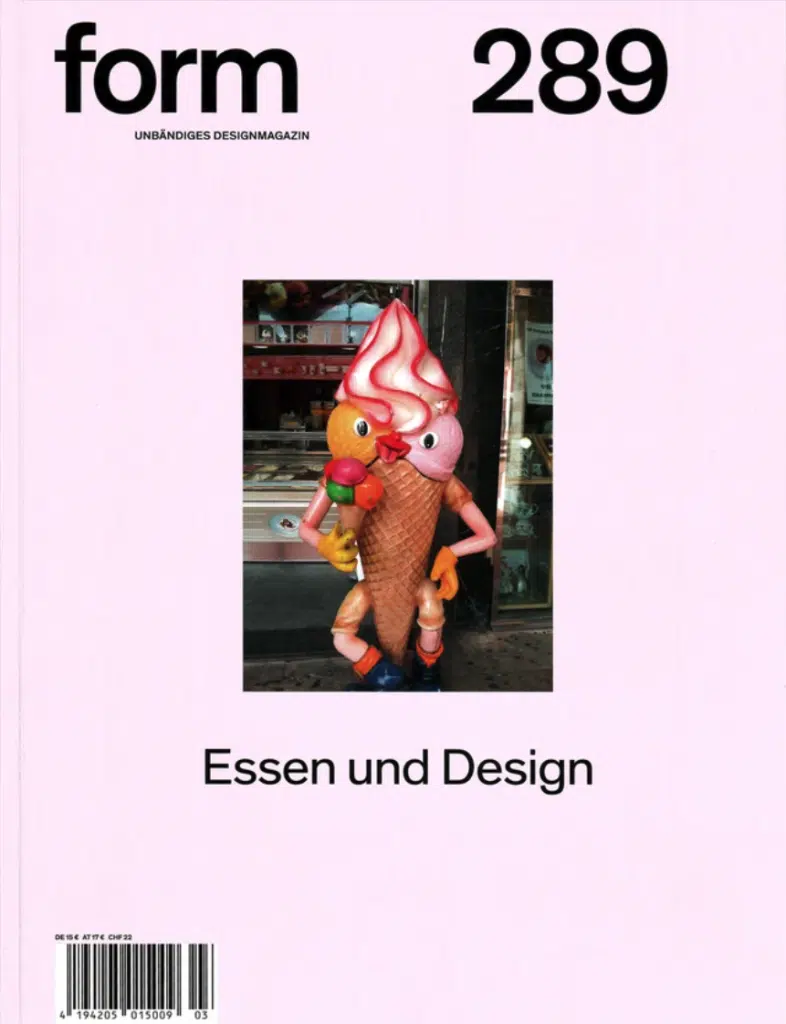 form 289
UNBÄNDIGES DESIGNMAGAZIN
Essen und Design
DE 15 € AT 17 € CHF 22
4 194205 015009 03